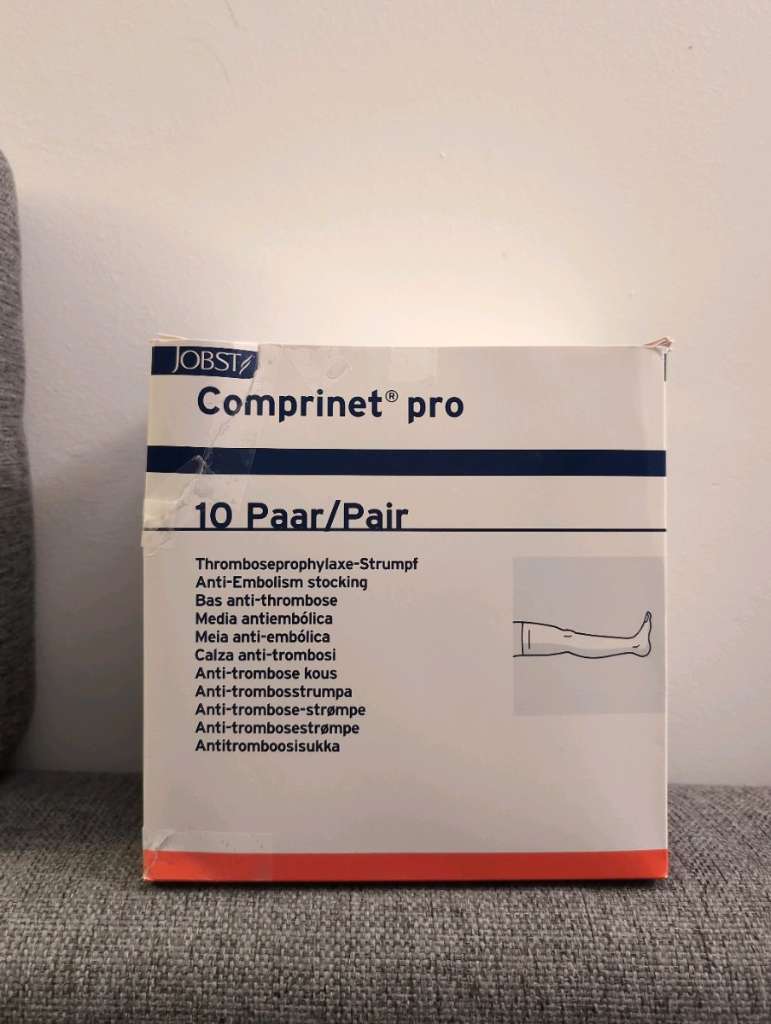 JOBST
Comprinet® pro
10 Paar/Pair
Thromboseprophylaxe-Strumpf
Anti-Embolism stocking
Bas anti-thrombose
Media antiembólica
Meia anti-embólica
Calza anti-trombosi
Anti-trombose kous
Anti-trombosstrumpa
Anti-trombose-strømpe
Anti-trombosestrømpe
Antitromboosisukka